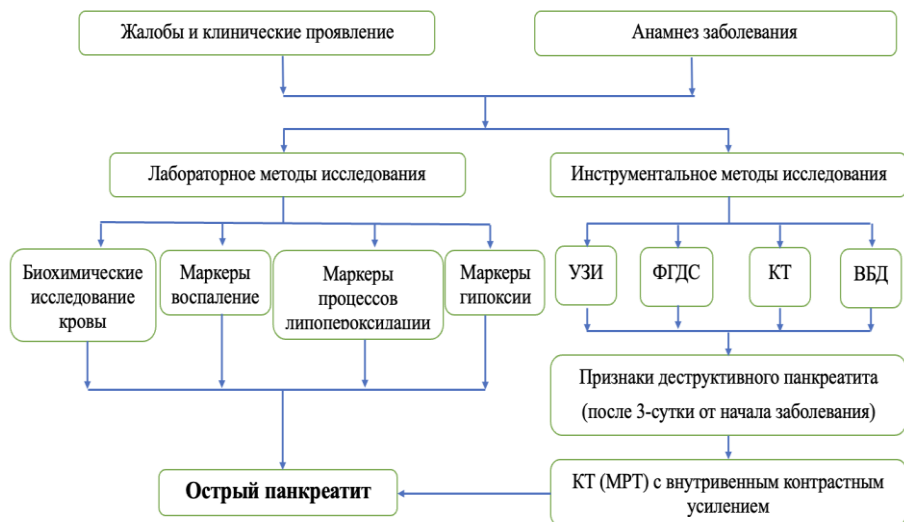 Жалобы и клинические проявление
Анамнез заболевания
Лабораторное методы исследования
Инструментальное методы исследования
Биохимические
исследование
кровы
Маркеры
воспаление
Маркеры
процессов
липопероксидации
Маркеры
гипоксии
УЗИ
ФГДС
КТ
ВБД
Признаки деструктивного панкреатита
(после 3-сутки от начала заболевания)
Острый панкреатит
КТ (МРТ) с внутривенным контрастным
усилением